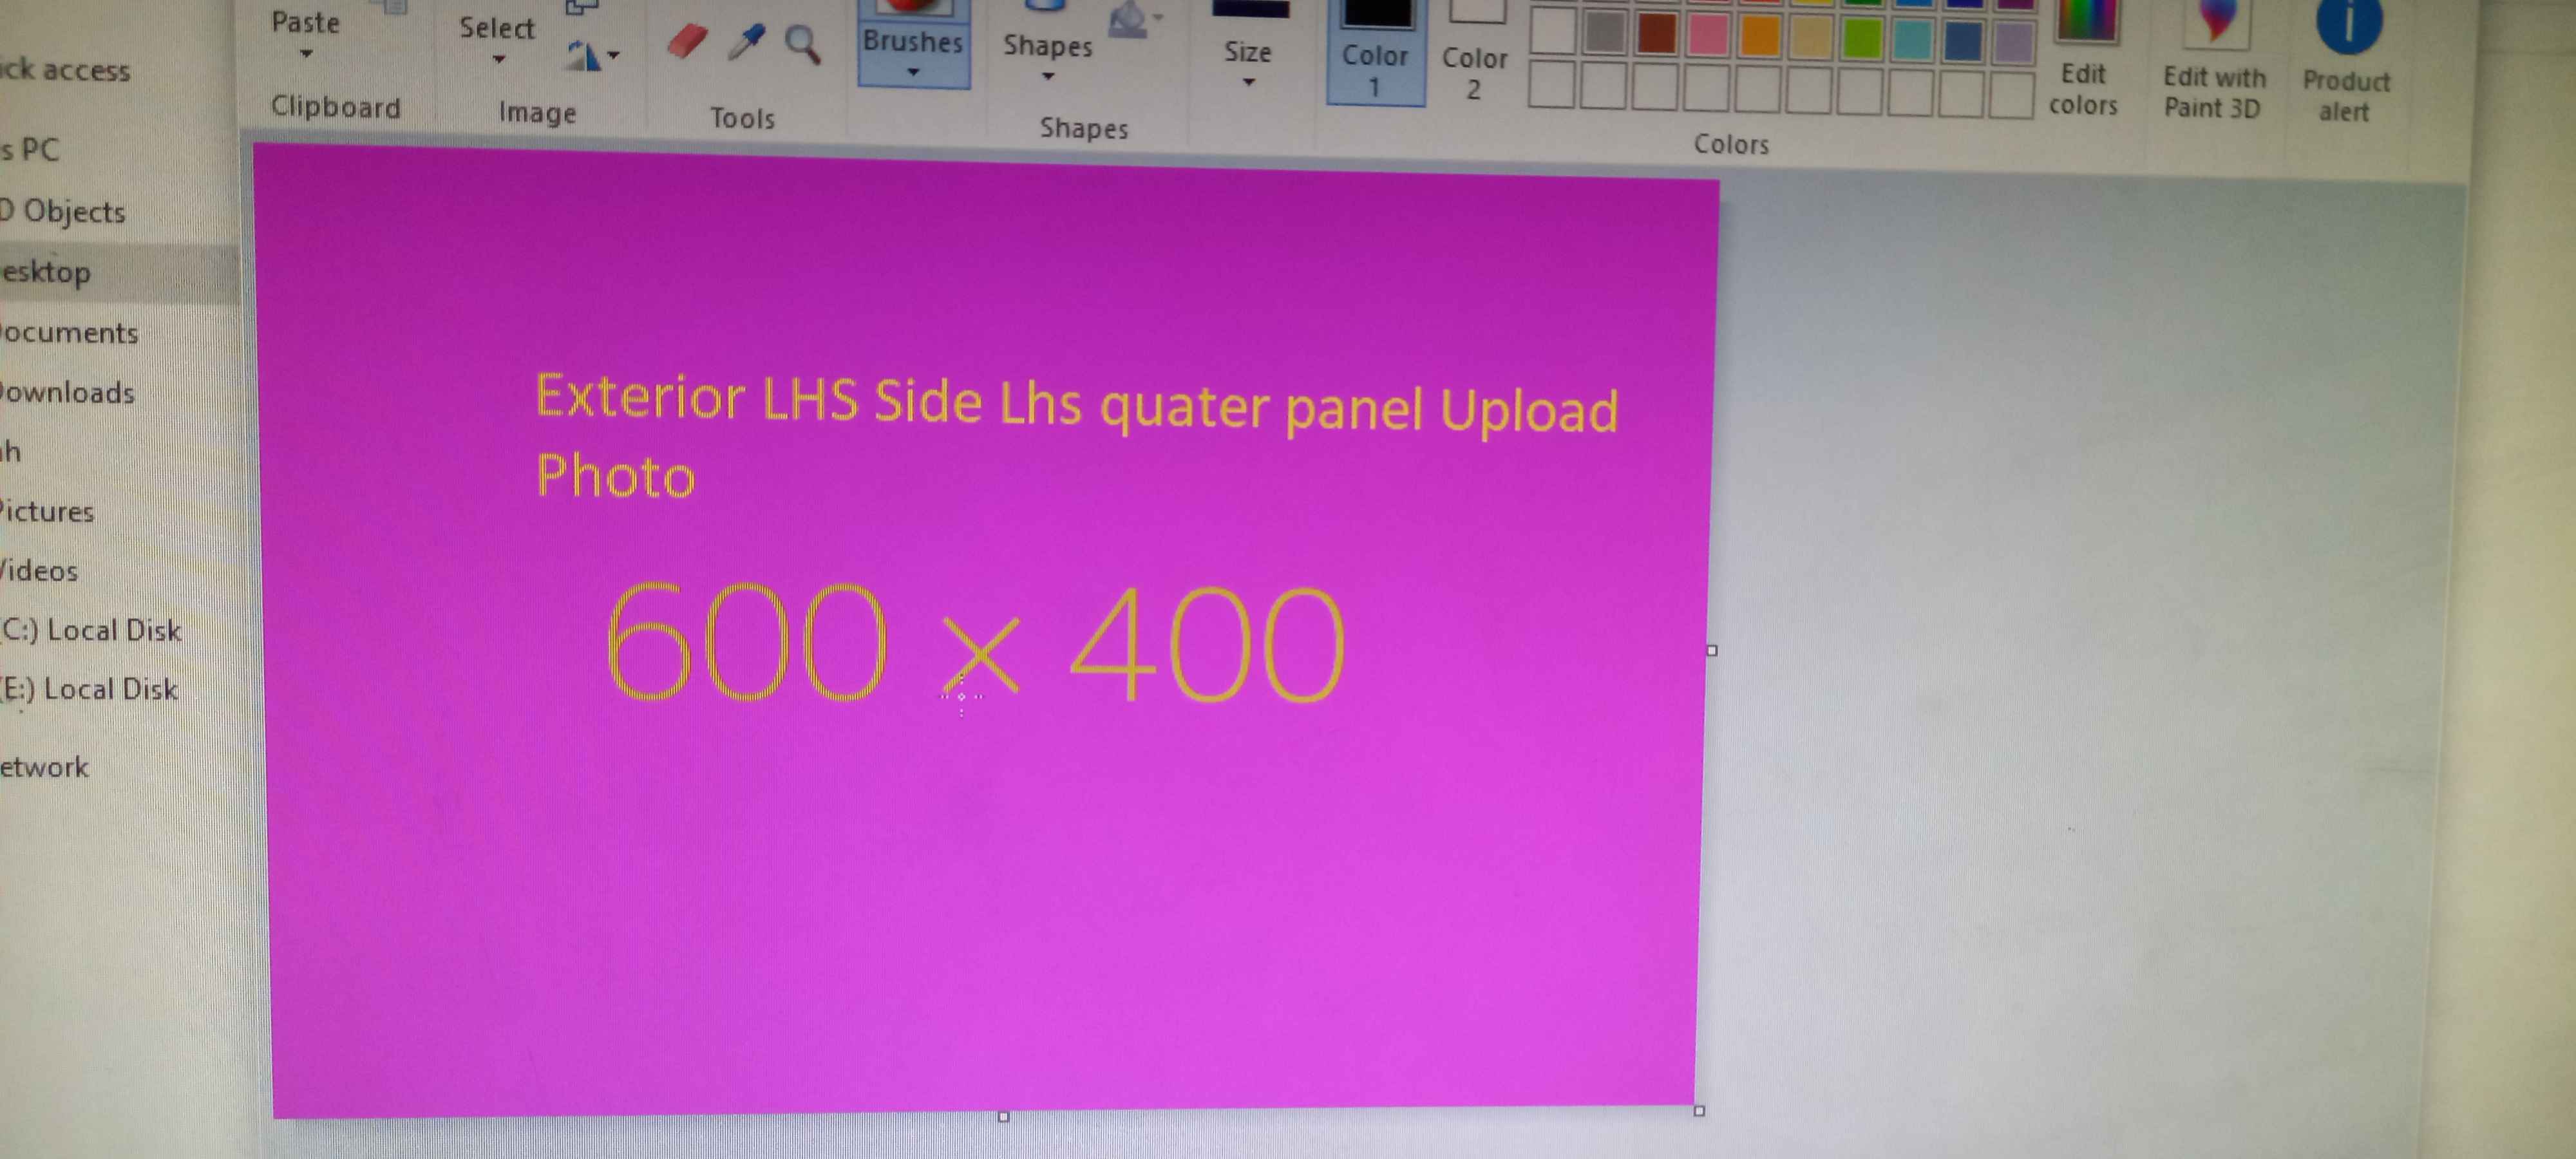 Paste
Select
Brushes
Shapes
Size
Color
1
Color
2
Edit
colors
Edit with
Paint 3D
Product
alert
Clipboard
Image
Tools
Shapes
Colors
ick access
s PC
D Objects
esktop
ocuments
ownloads
h
ictures
Videos
(C:) Local Disk
(E:) Local Disk
etwork
Exterior LHS Side Lhs quater panel Upload
Photo
600 × 400